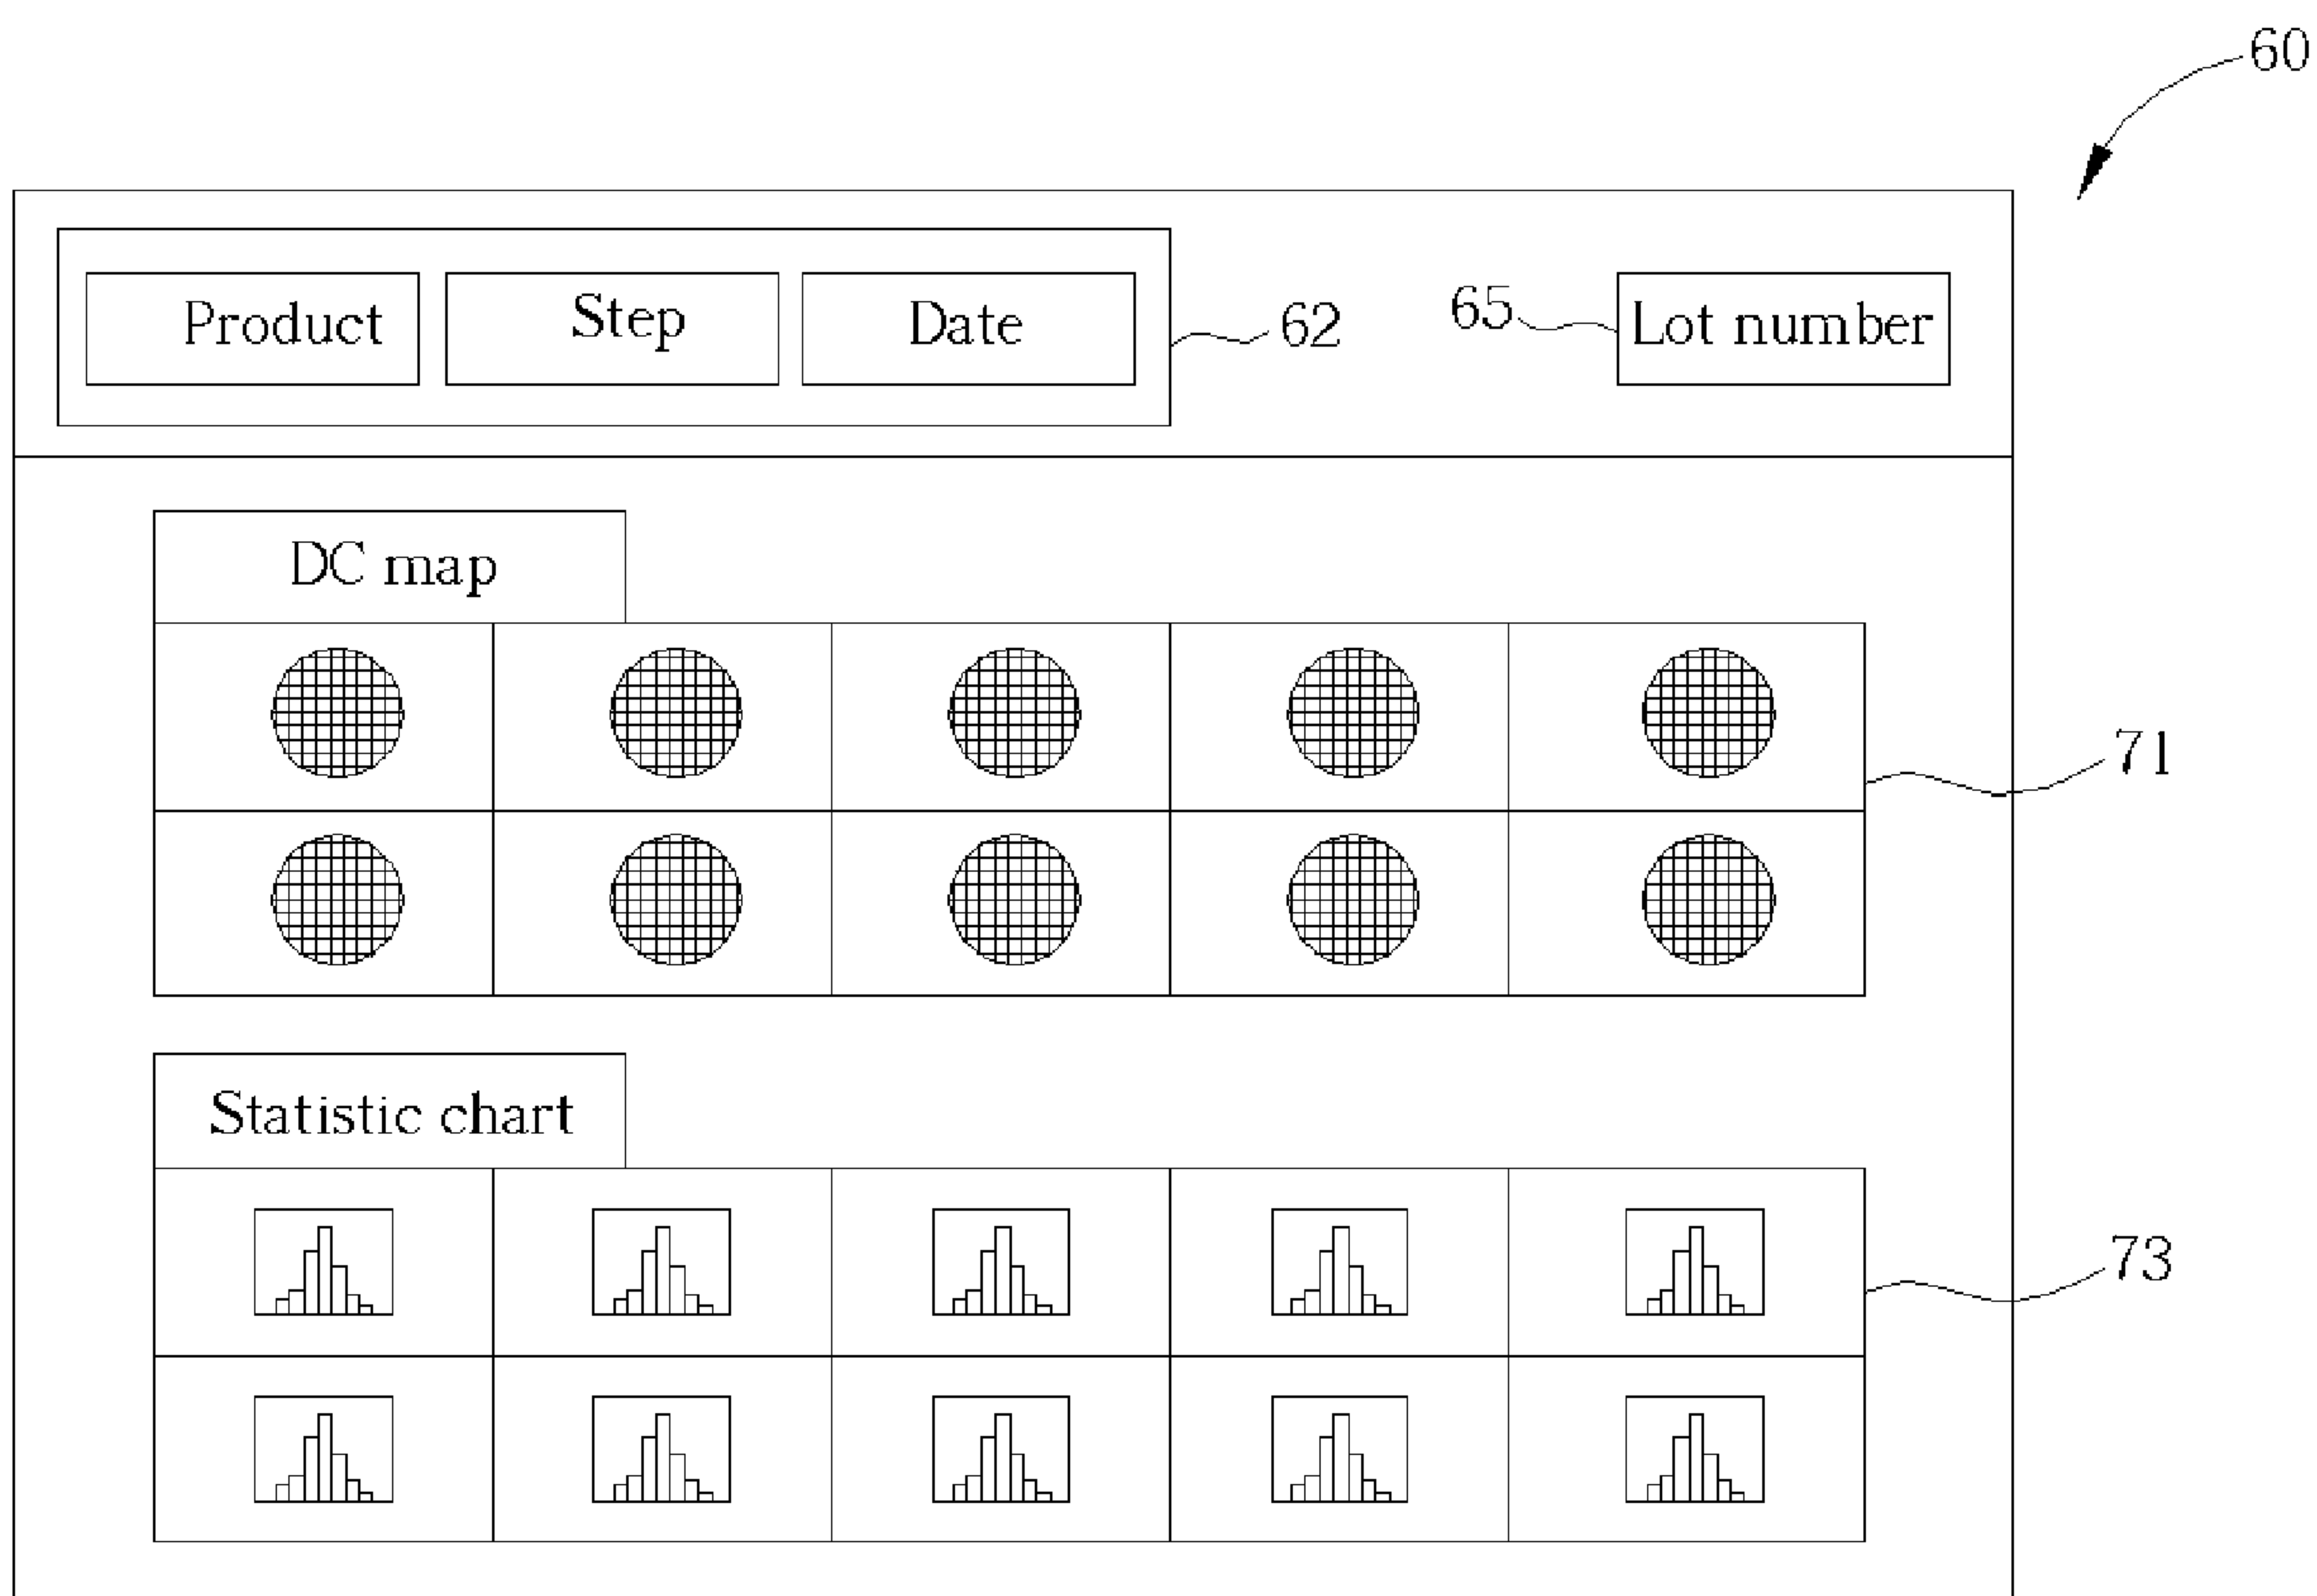 60
Product Step Date 62 65 Lot number
DC map
71
Statistic chart
73